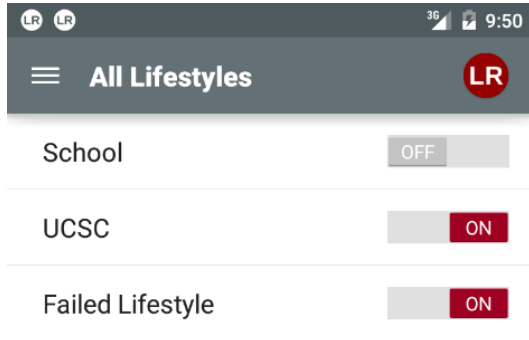 LR LR 3G 9:50
All Lifestyles LR
School OFF
UCSC ON
Failed Lifestyle ON